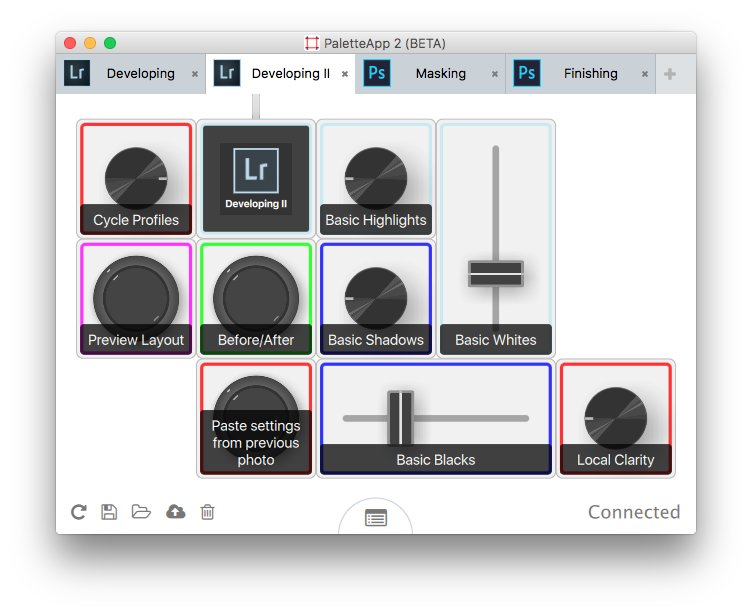 PaletteApp 2 (BETA)
Lr Developing × Lr Developing II × Ps Masking × Ps Finishing × +
Cycle Profiles
Lr
Developing II
Basic Highlights
Preview Layout
Before/After
Basic Shadows
Basic Whites
Paste settings
from previous
photo
Basic Blacks
Local Clarity
Connected